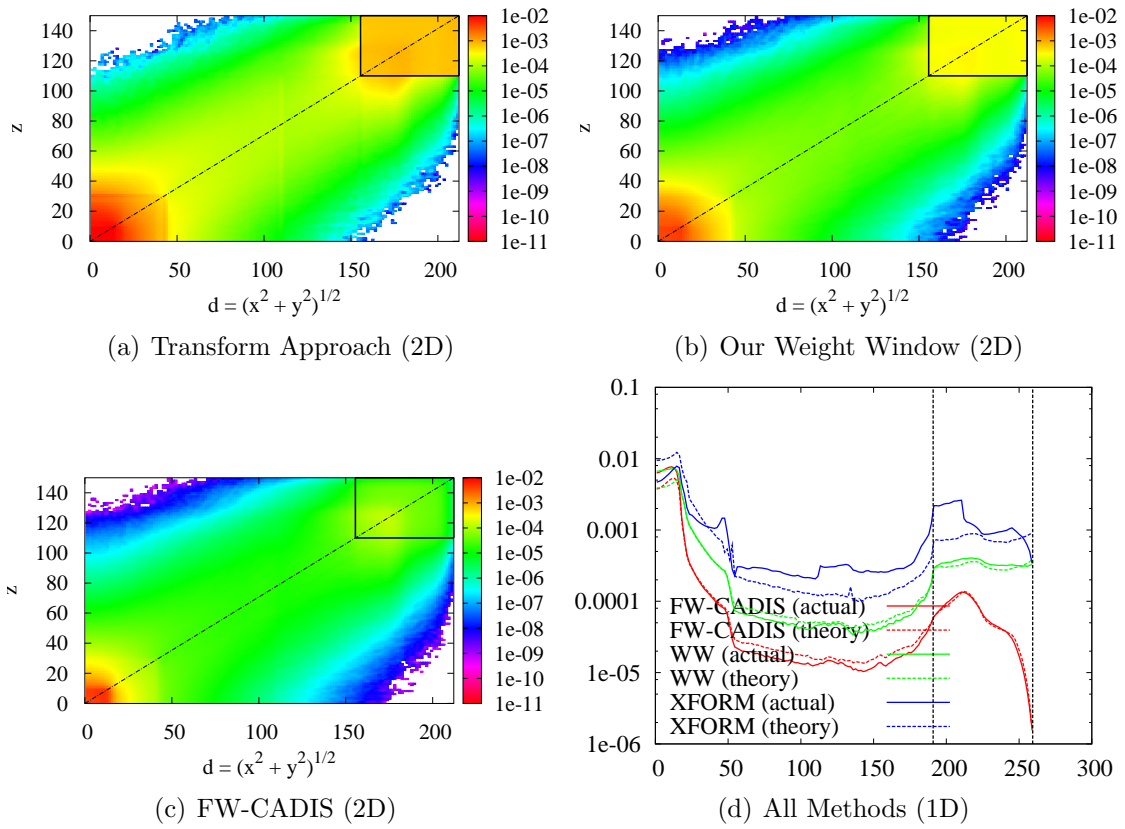 140
120
100
80
60
40
20
0
z
0 50 100 150 200
d = (x² + y²)^1/2
1e-02
1e-03
1e-04
1e-05
1e-06
1e-07
1e-08
1e-09
1e-10
1e-11
(a) Transform Approach (2D)
140
120
100
80
60
40
20
0
z
0 50 100 150 200
d = (x² + y²)^1/2
1e-02
1e-03
1e-04
1e-05
1e-06
1e-07
1e-08
1e-09
1e-10
1e-11
(b) Our Weight Window (2D)
140
120
100
80
60
40
20
0
z
0 50 100 150 200
d = (x² + y²)^1/2
1e-02
1e-03
1e-04
1e-05
1e-06
1e-07
1e-08
1e-09
1e-10
1e-11
(c) FW-CADIS (2D)
0.1
0.01
0.001
0.0001
1e-05
1e-06
FW-CADIS (actual)
FW-CADIS (theory)
WW (actual)
WW (theory)
XFORM (actual)
XFORM (theory)
0 50 100 150 200 250 300
(d) All Methods (1D)